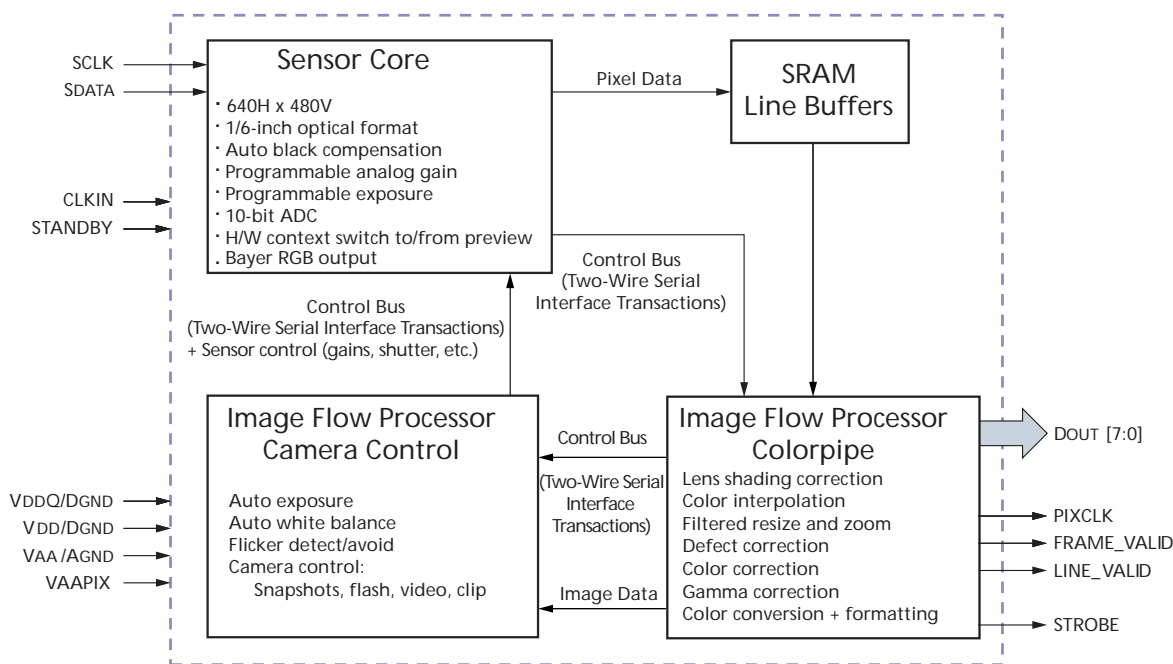 SCLK
SDATA
CLKIN
STANDBY
VDDQ/DGND
VDD/DGND
VAA/AGND
VAAPIX
Sensor Core
· 640H x 480V
· 1/6-inch optical format
· Auto black compensation
· Programmable analog gain
· Programmable exposure
· 10-bit ADC
· H/W context switch to/from preview
. Bayer RGB output
Pixel Data
SRAM
Line Buffers
Control Bus
(Two-Wire Serial
Interface Transactions)
Control Bus
(Two-Wire Serial Interface Transactions)
+ Sensor control (gains, shutter, etc.)
Image Flow Processor
Camera Control
Auto exposure
Auto white balance
Flicker detect/avoid
Camera control:
Snapshots, flash, video, clip
Control Bus
(Two-Wire Serial
Interface
Transactions)
Image Data
Image Flow Processor
Colorpipe
Lens shading correction
Color interpolation
Filtered resize and zoom
Defect correction
Color correction
Gamma correction
Color conversion + formatting
DOUT [7:0]
PIXCLK
FRAME_VALID
LINE_VALID
STROBE